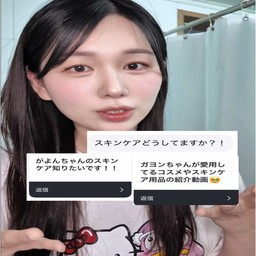 スキンケアどうしてますか？！
がよんちゃんのスキン
ケア知りたいです！！
返信
ガヨンちゃんが愛用し
てるコスメやスキンケ
ア用品の紹介動画🥹
返信